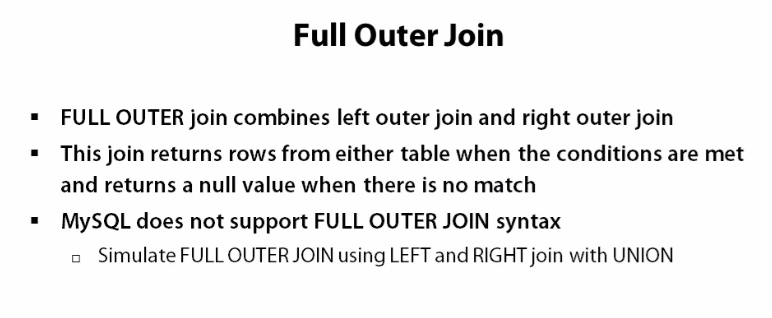 Full Outer Join
▪ FULL OUTER join combines left outer join and right outer join
▪ This join returns rows from either table when the conditions are met
and returns a null value when there is no match
▪ MySQL does not support FULL OUTER JOIN syntax
▫ Simulate FULL OUTER JOIN using LEFT and RIGHT join with UNION